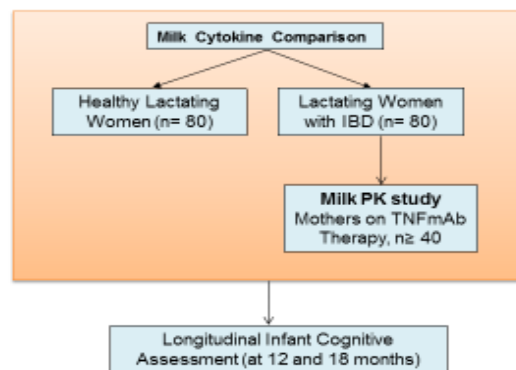 Milk Cytokine Comparison
Healthy Lactating
Women (n= 80)
Lactating Women
with IBD (n= 80)
Milk PK study
Mothers on TNFmAb
Therapy, n≥ 40
Longitudinal Infant Cognitive
Assessment (at 12 and 18 months)